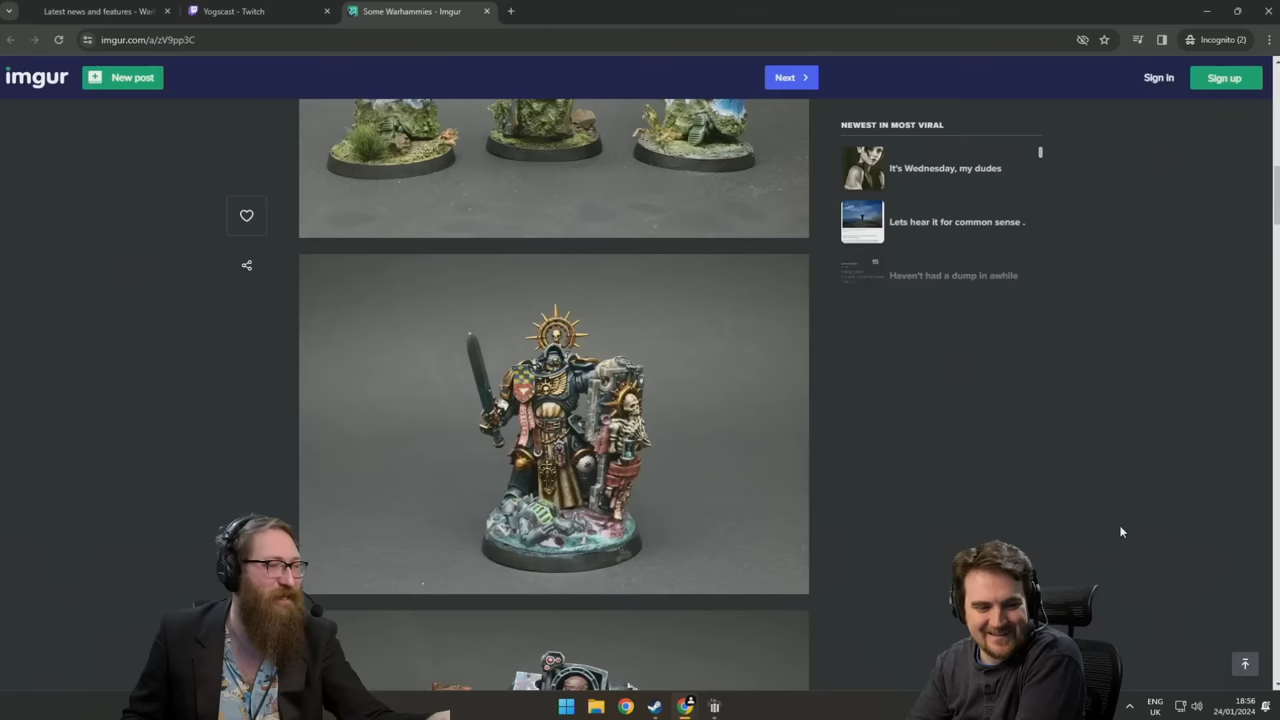 Latest news and features - War
Yogscast - Twitch
Some Warhammies - Imgur
imgur.com/a/zV9pp3C
Incognito (2)
imgur
New post
Next
Sign in
Sign up
NEWEST IN MOST VIRAL
It's Wednesday, my dudes
Lets hear it for common sense .
Haven't had a dump in awhile
ENG
UK
18:56
24/01/2024